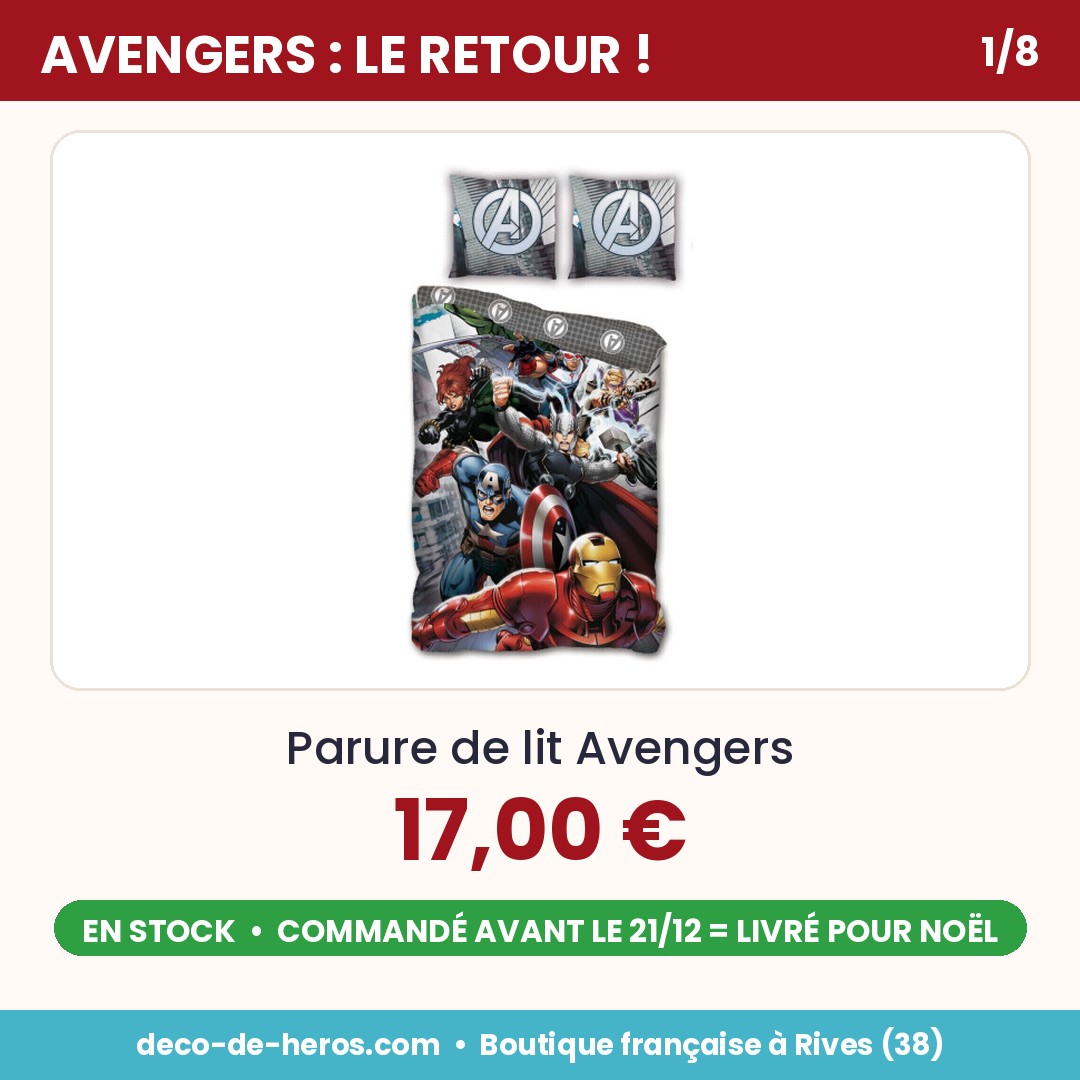 AVENGERS : LE RETOUR !
1/8
A A
A
Parure de lit Avengers
17,00 €
EN STOCK • COMMANDÉ AVANT LE 21/12 = LIVRÉ POUR NOËL
deco-de-heros.com • Boutique française à Rives (38)